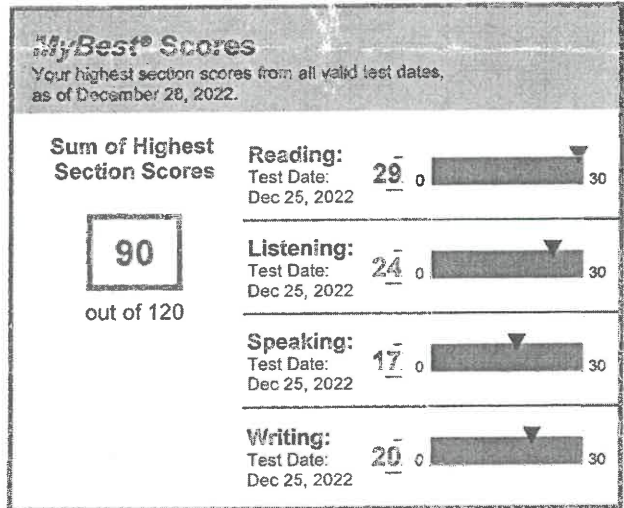 MyBest® Scores
Your highest section scores from all valid test dates,
as of December 28, 2022.
Sum of Highest
Section Scores
90
out of 120
Reading:
Test Date:
Dec 25, 2022
29
0
30
Listening:
Test Date:
Dec 25, 2022
24
0
30
Speaking:
Test Date:
Dec 25, 2022
17
0
30
Writing:
Test Date:
Dec 25, 2022
20
0
30